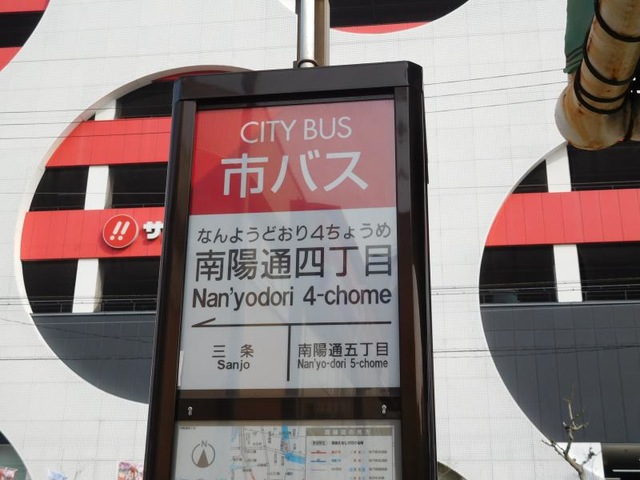 CITY BUS
市バス
なんようどおり4ちょうめ
南陽通四丁目
Nan'yodori 4-chome
三条
Sanjo
南陽通五丁目
Nan'yo-dori 5-chome
!!
サ
N